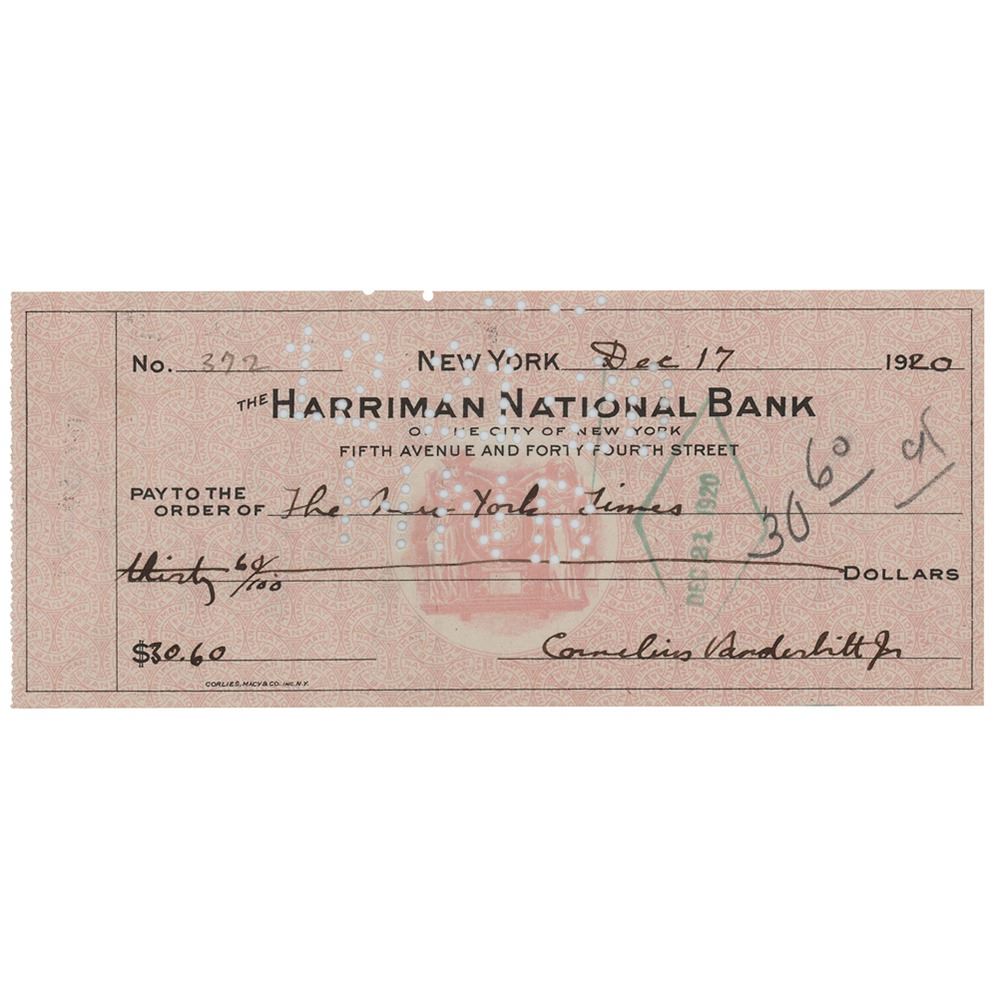 No. 372 NEW YORK Dec 17 1920
THE HARRIMAN NATIONAL BANK
OF THE CITY OF NEW YORK
FIFTH AVENUE AND FORTY FOURTH STREET
PAY TO THE
ORDER OF The New York Times
thirty 60/100 DOLLARS
$30.60 Cornelius Vanderbilt Jr
CORLIES, MACY & CO. INC. N.Y.
DEC 21 1920
30 60